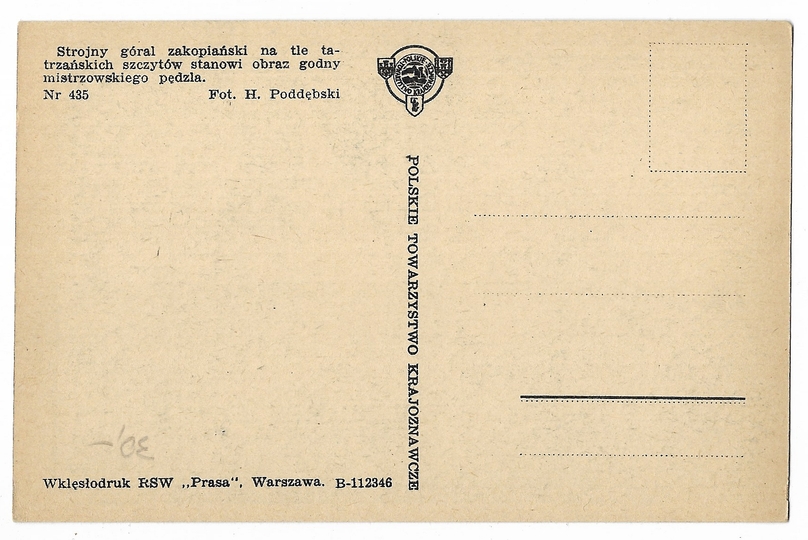 Strojny góral zakopiański na tle ta-
trzańskich szczytów stanowi obraz godny
mistrzowskiego pędzla.
Nr 435 Fot. H. Poddębski
POLSKIE TOWARZYSTWO KRAJOZNAWCZE
30,-
Wklęsłodruk RSW „Prasa”, Warszawa. B-112346